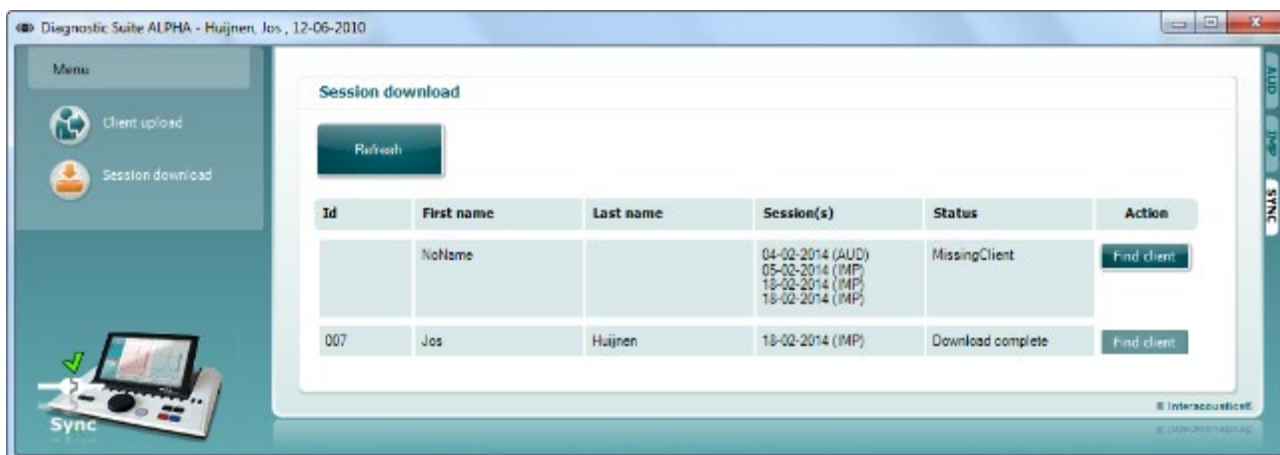 Diagnostic Suite ALPHA - Huijnen, Jos , 12-06-2010
Menu
Client upload
Session download
Sync
Session download
Refresh
Id First name Last name Session(s) Status Action
NoName 04-02-2014 (AUD) MissingClient Find client
05-02-2014 (IMP)
18-02-2014 (IMP)
18-02-2014 (IMP)
007 Jos Huijnen 18-02-2014 (IMP) Download complete Find client
® Interacoustics®
AUD
IMP
SYNC